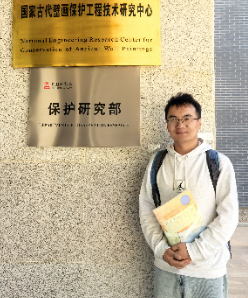 国家古代壁画保护工程技术研究中心
National Engineering Research Center for
Conservation of Ancient Wall Paintings
保护研究部